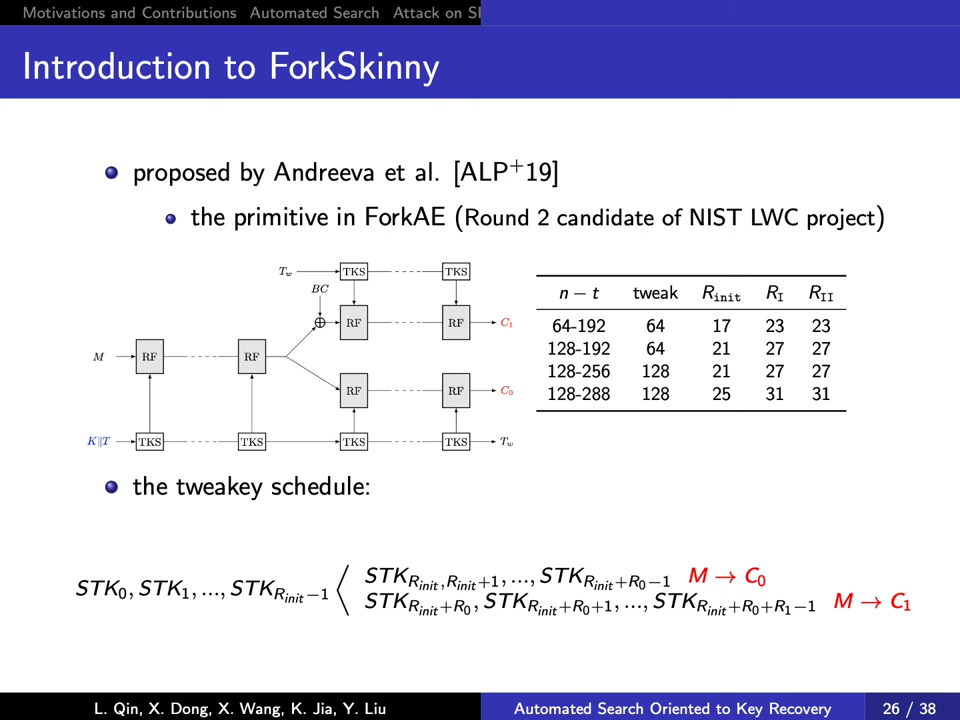 Motivations and Contributions Automated Search Attack on
Introduction to ForkSkinny
proposed by Andreeva et al. [ALP+19]
the primitive in ForkAE (Round 2 candidate of NIST LWC project)
T_w TKS TKS
BC
RF RF C_1
M RF RF
RF RF C_0
K||T TKS TKS TKS TKS T_w
n − t tweak R_init R_I R_II
64-192 64 17 23 23
128-192 64 21 27 27
128-256 128 21 27 27
128-288 128 25 31 31
the tweakey schedule:
STK_{R_init,R_init+1}, ..., STK_{R_init+R_0−1} M → C_0
STK_0, STK_1, ..., STK_{R_init−1}
STK_{R_init+R_0}, STK_{R_init+R_0+1}, ..., STK_{R_init+R_0+R_1−1} M → C_1
L. Qin, X. Dong, X. Wang, K. Jia, Y. Liu Automated Search Oriented to Key Recovery 26 / 38